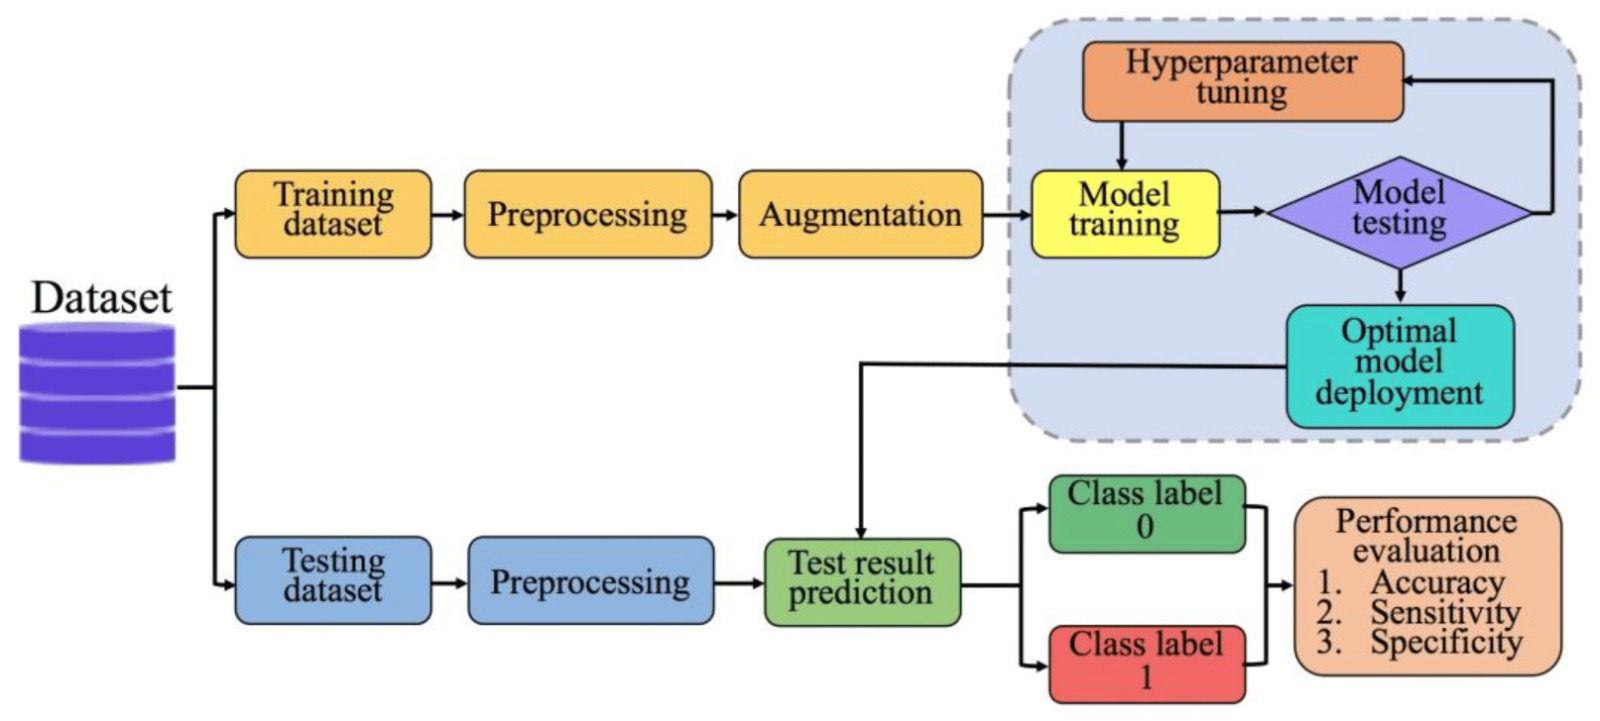 Hyperparameter
tuning
Training
dataset
Preprocessing
Augmentation
Model
training
Model
testing
Dataset
Optimal
model
deployment
Testing
dataset
Preprocessing
Test result
prediction
Class label
0
Class label
1
Performance
evaluation
1. Accuracy
2. Sensitivity
3. Specificity